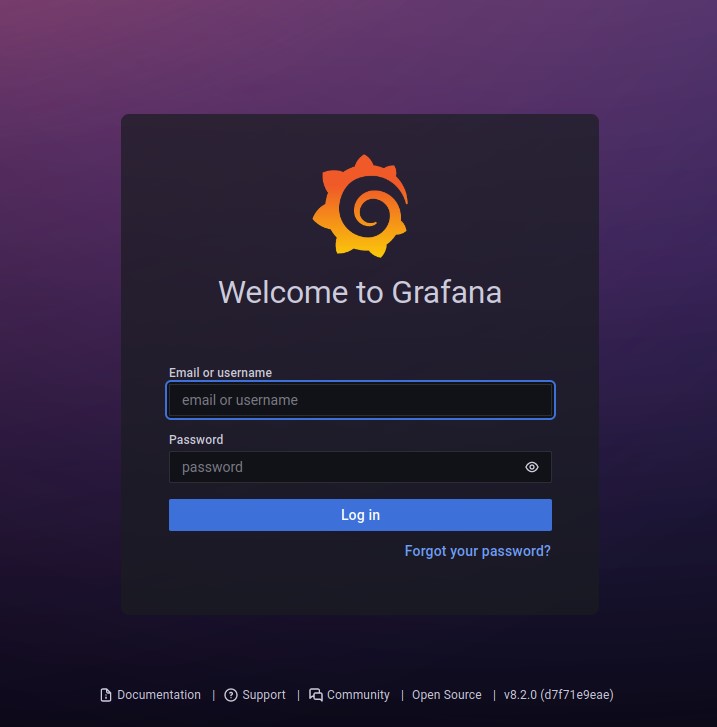 Welcome to Grafana
Email or username
email or username
Password
password
Log in
Forgot your password?
Documentation | Support | Community | Open Source | v8.2.0 (d7f71e9eae)